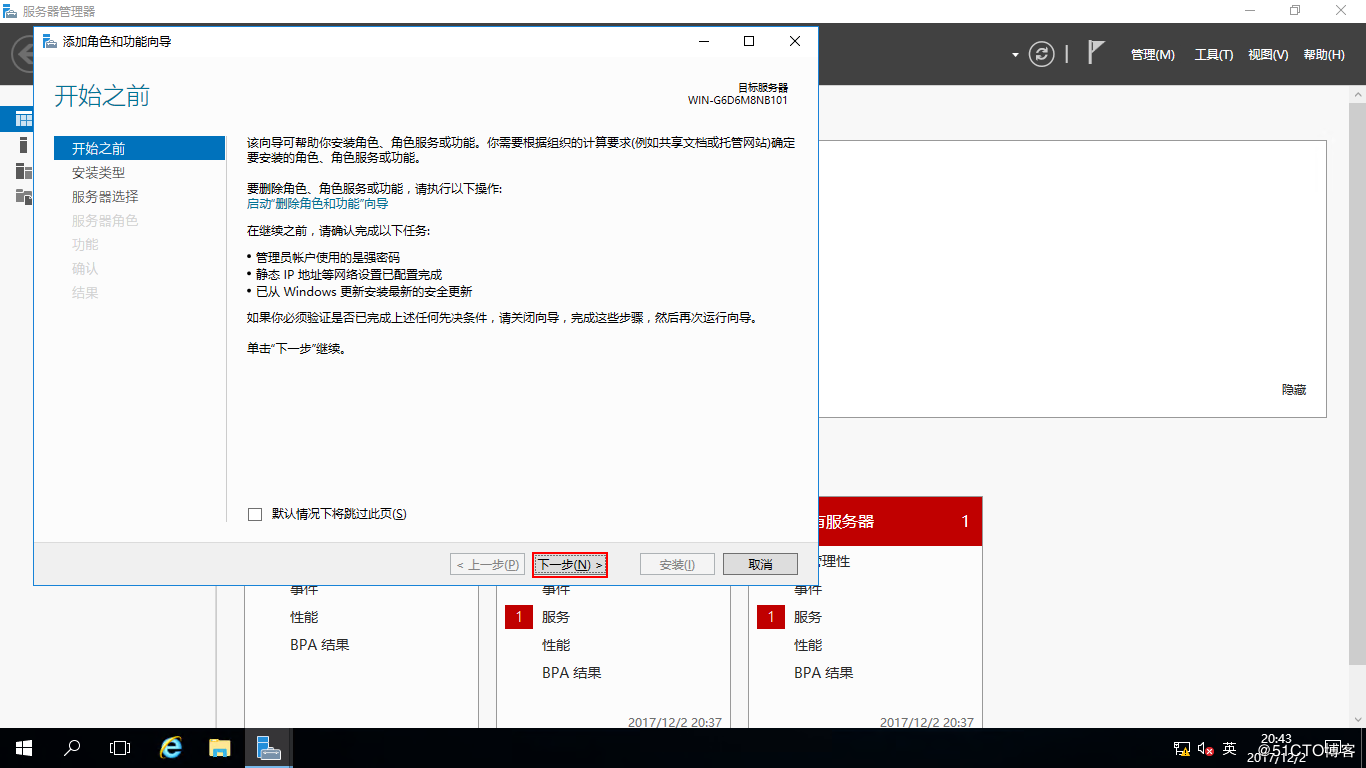 服务器管理器
添加角色和功能向导
管理(M) 工具(T) 视图(V) 帮助(H)
开始之前
目标服务器
WIN-G6D6M8NB101
开始之前
安装类型
服务器选择
服务器角色
功能
确认
结果
该向导可帮助你安装角色、角色服务或功能。你需要根据组织的计算要求(例如共享文档或托管网站)确定
要安装的角色、角色服务或功能。
要删除角色、角色服务或功能，请执行以下操作:
启动“删除角色和功能”向导
在继续之前，请确认完成以下任务:
• 管理员帐户使用的是强密码
• 静态 IP 地址等网络设置已配置完成
• 已从 Windows 更新安装最新的安全更新
如果你必须验证是否已完成上述任何先决条件，请关闭向导，完成这些步骤，然后再次运行向导。
单击“下一步”继续。
默认情况下将跳过此页(S)
< 上一步(P) 下一步(N) > 安装(I) 取消
隐藏
有服务器 1
管理性
事件
性能
BPA 结果
事件
1 服务
性能
BPA 结果
2017/12/2 20:37
事件
1 服务
性能
BPA 结果
2017/12/2 20:37
英
20:43
2017/12/2
@51CTO博客